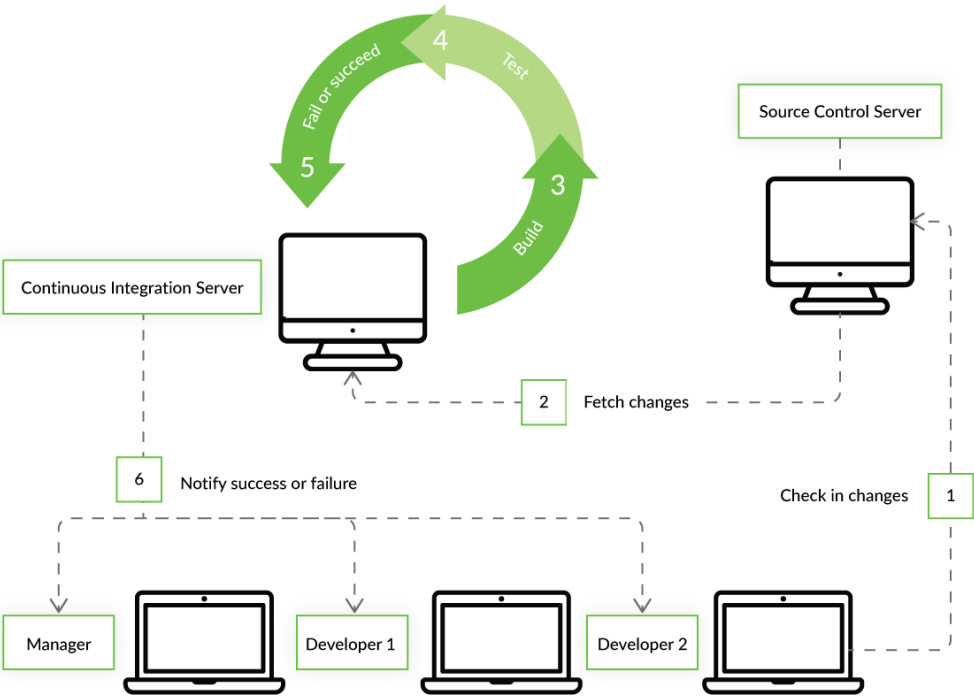 4
Test
Fail or succeed
5
3
Build
Source Control Server
Continuous Integration Server
2
Fetch changes
6
Notify success or failure
Check in changes
1
Manager
Developer 1
Developer 2